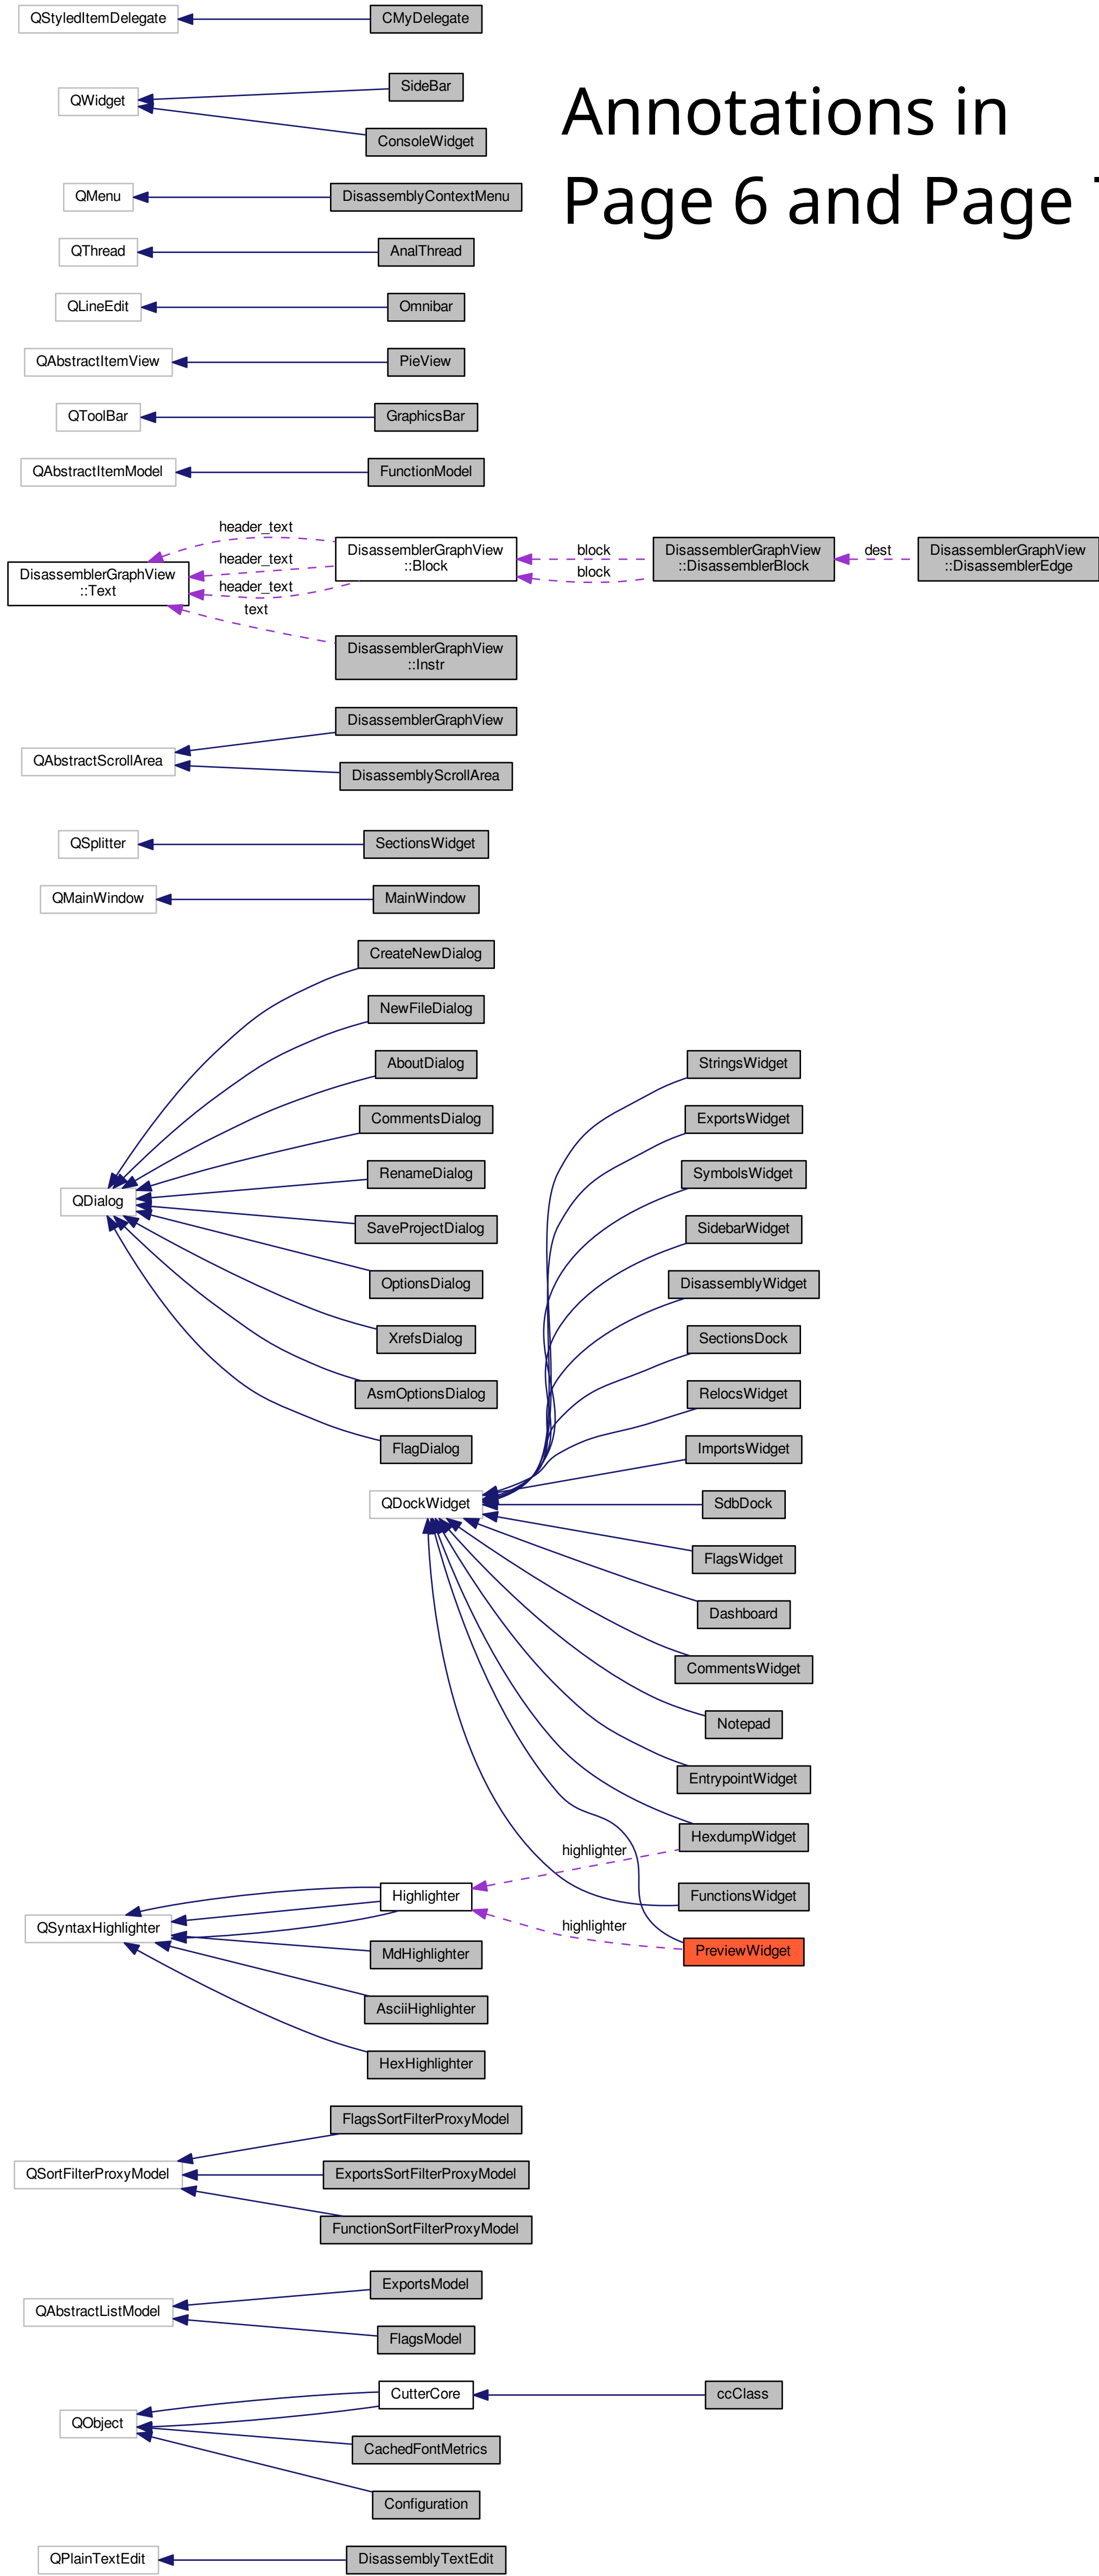 QStyledItemDelegate
CMyDelegate
QWidget
SideBar
ConsoleWidget
Annotations in
Page 6 and Page
QMenu
DisassemblyContextMenu
QThread
AnalThread
QLineEdit
Omnibar
QAbstractItemView
PieView
QToolBar
GraphicsBar
QAbstractItemModel
FunctionModel
DisassemblerGraphView
::Text
header_text
header_text
header_text
text
DisassemblerGraphView
::Block
block
block
DisassemblerGraphView
::DisassemblerBlock
dest
DisassemblerGraphView
::DisassemblerEdge
DisassemblerGraphView
::Instr
QAbstractScrollArea
DisassemblerGraphView
DisassemblyScrollArea
QSplitter
SectionsWidget
QMainWindow
MainWindow
QDialog
CreateNewDialog
NewFileDialog
AboutDialog
CommentsDialog
RenameDialog
SaveProjectDialog
OptionsDialog
XrefsDialog
AsmOptionsDialog
FlagDialog
QDockWidget
StringsWidget
ExportsWidget
SymbolsWidget
SidebarWidget
DisassemblyWidget
SectionsDock
RelocsWidget
ImportsWidget
SdbDock
FlagsWidget
Dashboard
CommentsWidget
Notepad
EntrypointWidget
HexdumpWidget
FunctionsWidget
PreviewWidget
highlighter
highlighter
QSyntaxHighlighter
Highlighter
MdHighlighter
AsciiHighlighter
HexHighlighter
QSortFilterProxyModel
FlagsSortFilterProxyModel
ExportsSortFilterProxyModel
FunctionSortFilterProxyModel
QAbstractListModel
ExportsModel
FlagsModel
QObject
CutterCore
ccClass
CachedFontMetrics
Configuration
QPlainTextEdit
DisassemblyTextEdit